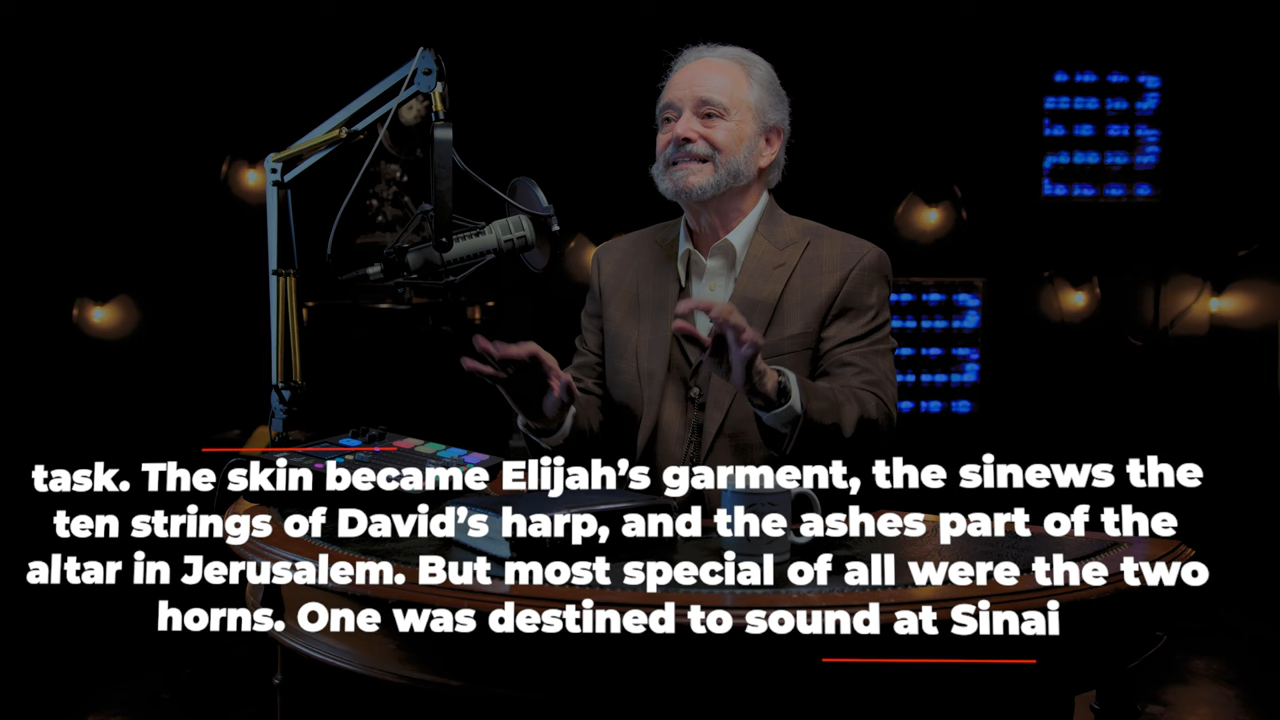 task. The skin became Elijah’s garment, the sinews the
ten strings of David’s harp, and the ashes part of the
altar in Jerusalem. But most special of all were the two
horns. One was destined to sound at Sinai